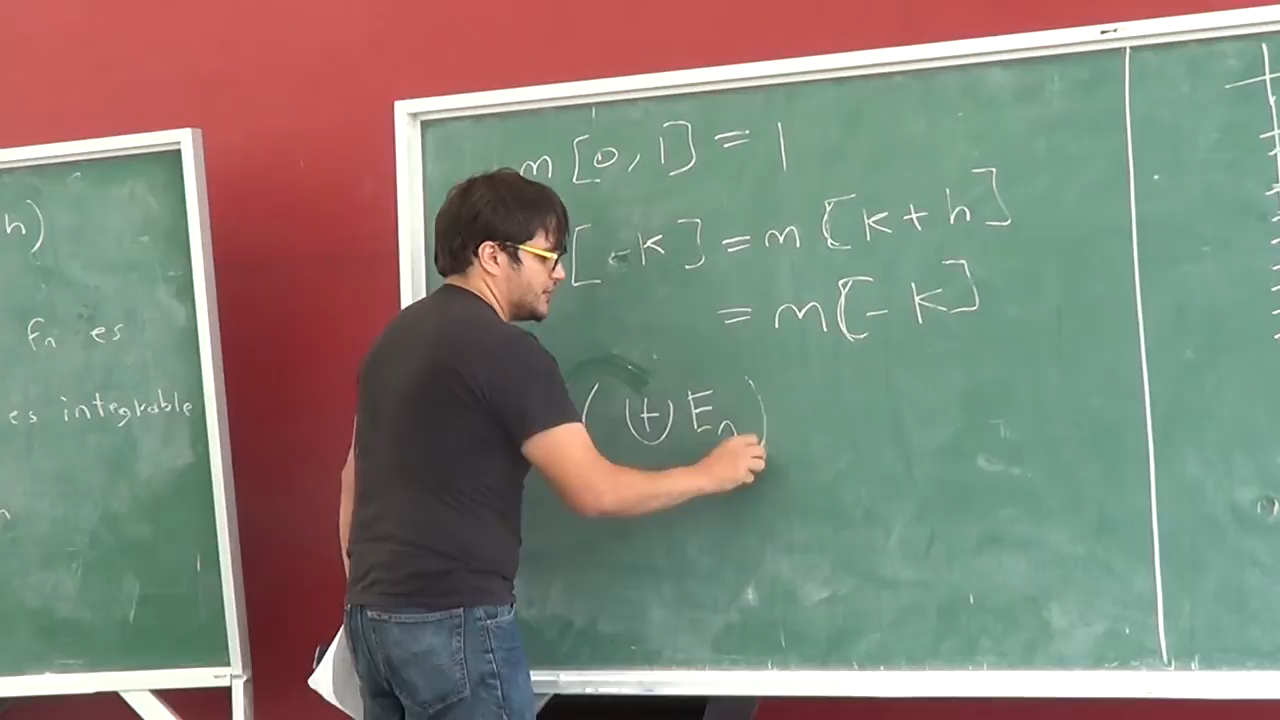 h)
Fn es
es integrable
n
m[0,1] = 1
[-K] = m[K+h]
= m[-K]
( ⊎ En)